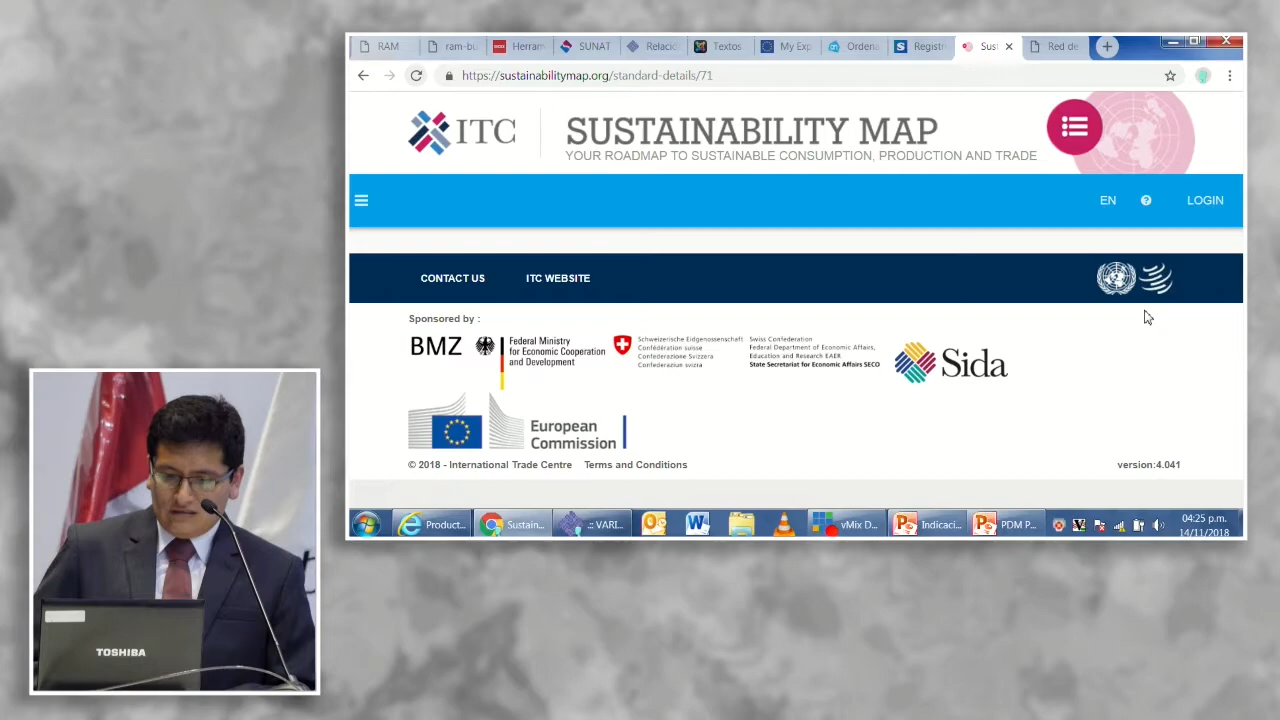 RAM
ram-bu
Herram
SUNAT
Relació
Textos
My Exp
Ordena
Registr
Sust
Red de
https://sustainabilitymap.org/standard-details/71
ITC
SUSTAINABILITY MAP
YOUR ROADMAP TO SUSTAINABLE CONSUMPTION, PRODUCTION AND TRADE
EN
LOGIN
CONTACT US
ITC WEBSITE
Sponsored by :
BMZ
Federal Ministry
for Economic Cooperation
and Development
Schweizerische Eidgenossenschaft
Confédération suisse
Confederazione Svizzera
Confederaziun svizra
Swiss Confederation
Federal Department of Economic Affairs,
Education and Research EAER
State Secretariat for Economic Affairs SECO
Sida
European
Commission
© 2018 - International Trade Centre
Terms and Conditions
version:4.041
Product...
Sustain...
.:: VARI...
vMix D...
Indicaci...
PDM P...
04:25 p.m.
14/11/2018
TOSHIBA